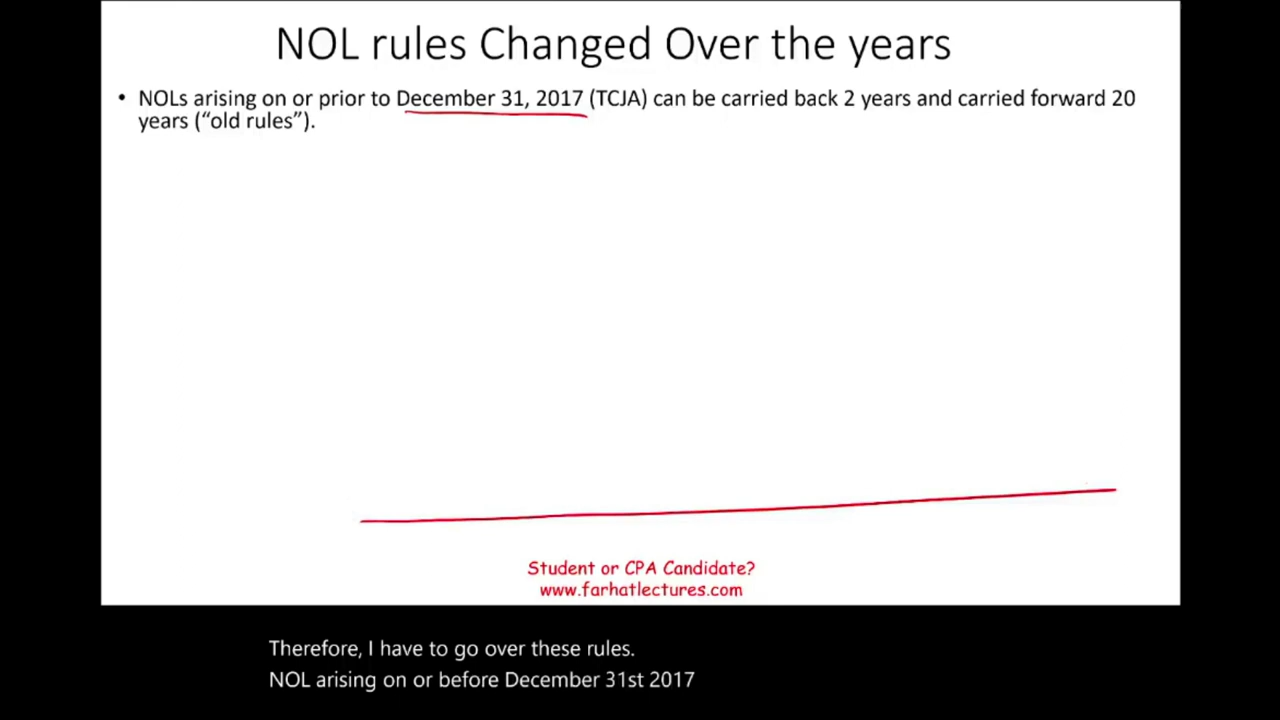 NOL rules Changed Over the years
• NOLs arising on or prior to December 31, 2017 (TCJA) can be carried back 2 years and carried forward 20
years (“old rules”).
Student or CPA Candidate?
www.farhatlectures.com
Therefore, I have to go over these rules.
NOL arising on or before December 31st 2017